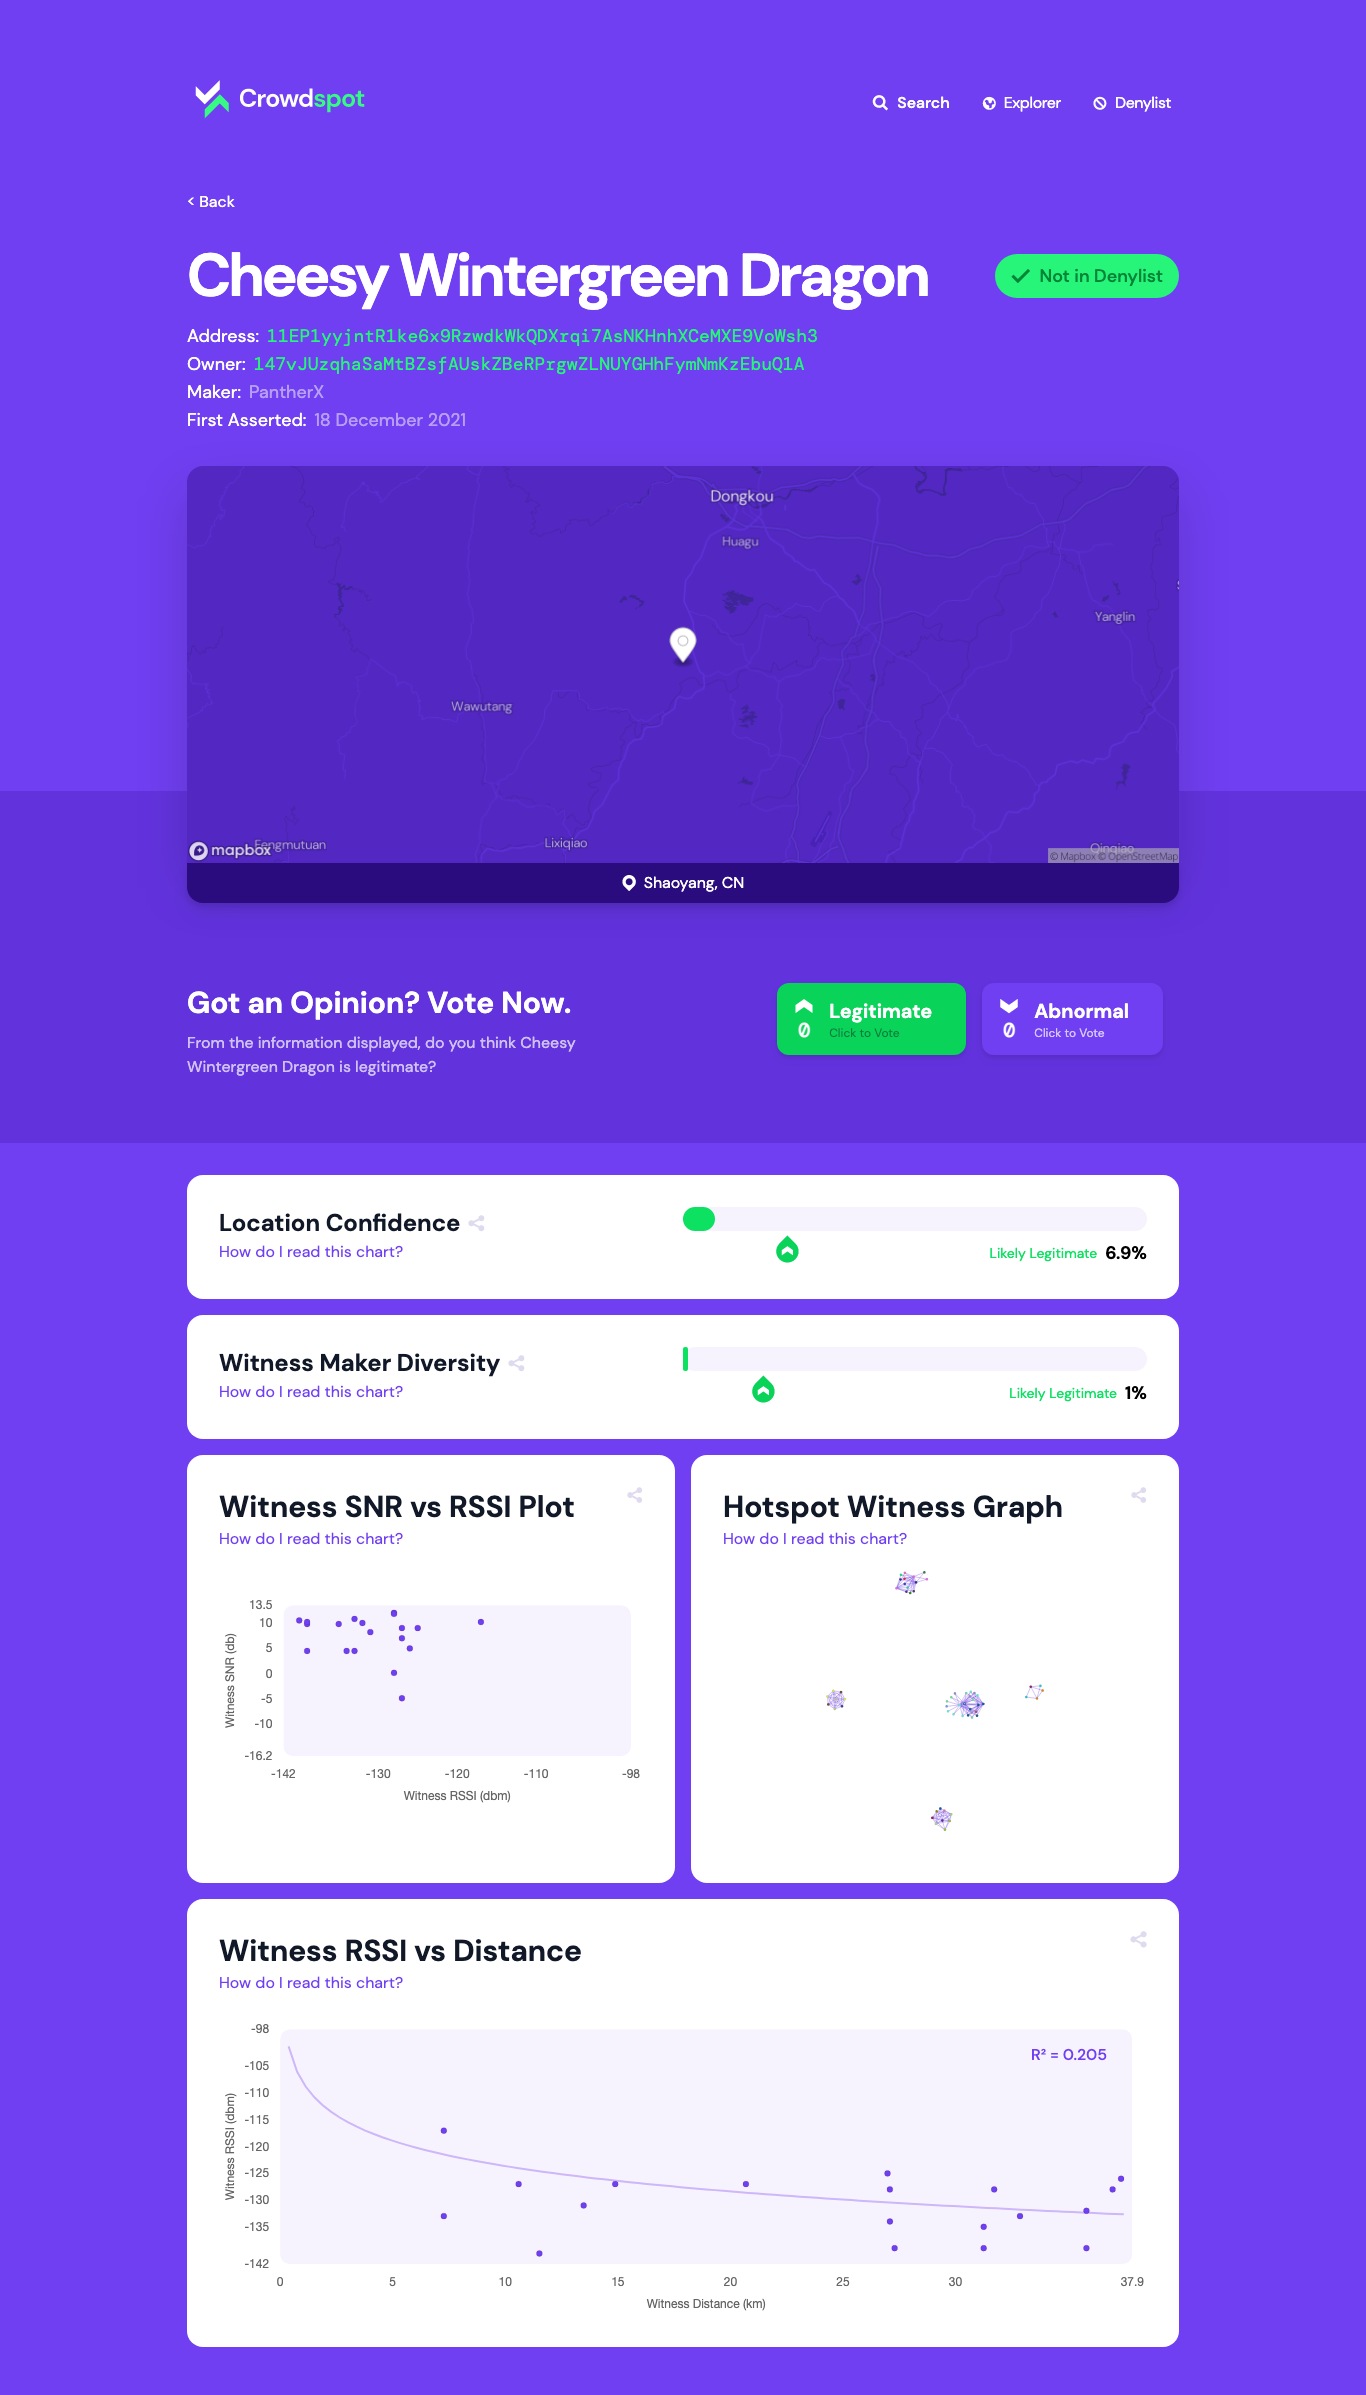 Crowdspot
Search
Explorer
Denylist
< Back
Cheesy Wintergreen Dragon
Not in Denylist
Address: 11EP1yyjntR1ke6x9RzwdkWkQDXrqi7AsNKHnhXCeMXE9VoWsh3
Owner: 147vJUzqhaSaMtBZsfAUskZBeRPrgwZLNUYGHhFymNmKzEbuQ1A
Maker: PantherX
First Asserted: 18 December 2021
Dongkou
Huagu
Yanglin
Wawutang
Fengmutuan
Lixiqiao
Qinqiao
mapbox
© Mapbox © OpenStreetMap
Shaoyang, CN
Got an Opinion? Vote Now.
From the information displayed, do you think Cheesy
Wintergreen Dragon is legitimate?
Legitimate
0 Click to Vote
Abnormal
0 Click to Vote
Location Confidence
How do I read this chart?
Likely Legitimate 6.9%
Witness Maker Diversity
How do I read this chart?
Likely Legitimate 1%
Witness SNR vs RSSI Plot
How do I read this chart?
13.5
10
5
0
-5
-10
-16.2
Witness SNR (db)
-142 -130 -120 -110 -98
Witness RSSI (dbm)
Hotspot Witness Graph
How do I read this chart?
Witness RSSI vs Distance
How do I read this chart?
R² = 0.205
-98
-105
-110
-115
-120
-125
-130
-135
-142
Witness RSSI (dbm)
0 5 10 15 20 25 30 37.9
Witness Distance (km)